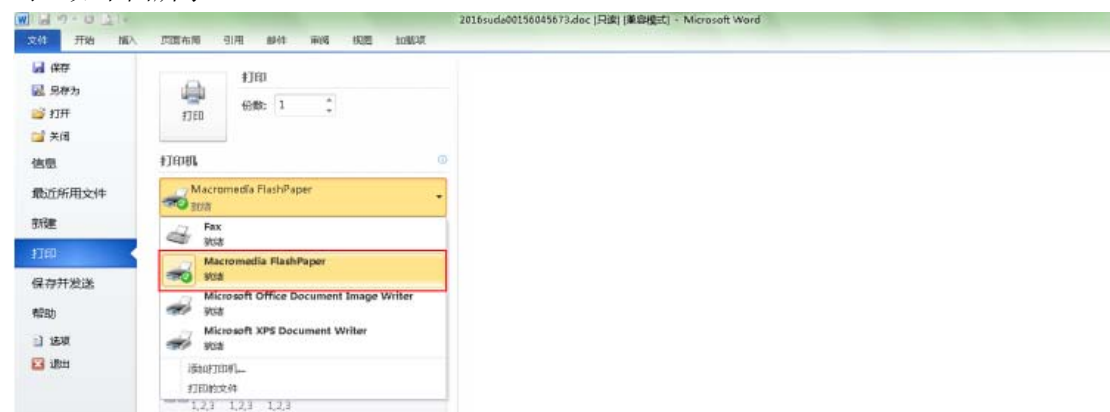 2016suda00156045673.doc [只读] [兼容模式] - Microsoft Word
文件 开始 插入 页面布局 引用 邮件 审阅 视图 加载项
保存
另存为
打开
关闭
信息
最近所用文件
新建
打印
保存并发送
帮助
选项
退出
打印
打印
份数: 1
打印机
Macromedia FlashPaper
就绪
Fax
就绪
Macromedia FlashPaper
就绪
Microsoft Office Document Image Writer
就绪
Microsoft XPS Document Writer
就绪
添加打印机...
打印的文件
1,2,3 1,2,3 1,2,3